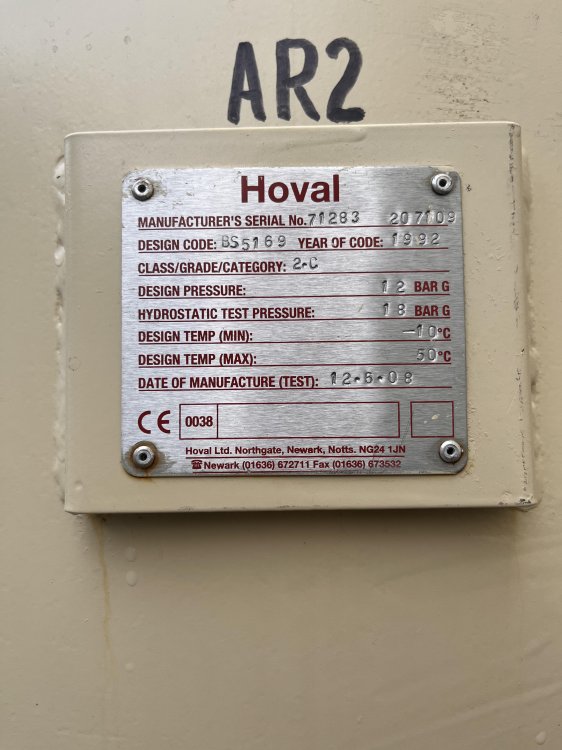 AR2
Hoval
MANUFACTURER'S SERIAL No. 71283 207109
DESIGN CODE: BS5169 YEAR OF CODE: 1992
CLASS/GRADE/CATEGORY: 2-C
DESIGN PRESSURE: 12 BAR G
HYDROSTATIC TEST PRESSURE: 18 BAR G
DESIGN TEMP (MIN): -10°C
DESIGN TEMP (MAX): 50°C
DATE OF MANUFACTURE (TEST): 12-5-08
CE 0038
Hoval Ltd. Northgate, Newark, Notts. NG24 1JN
☎ Newark (01636) 672711 Fax (01636) 673532